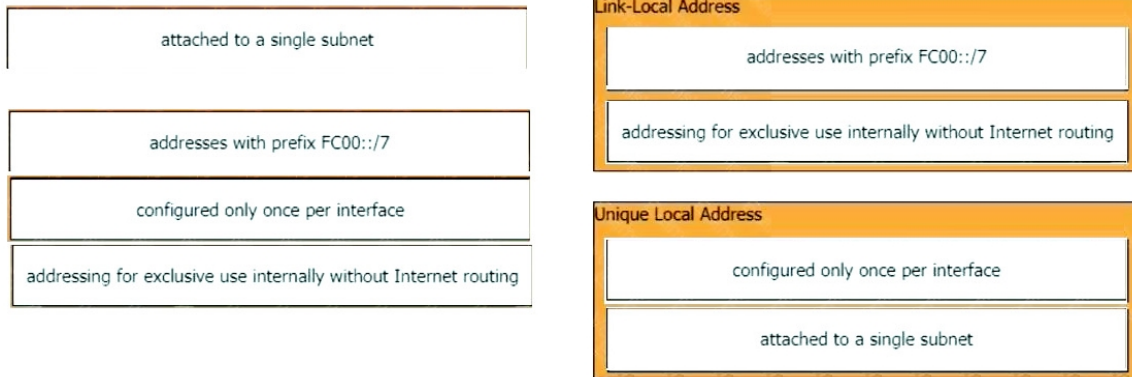 attached to a single subnet
addresses with prefix FC00::/7
configured only once per interface
addressing for exclusive use internally without Internet routing
Link-Local Address
addresses with prefix FC00::/7
addressing for exclusive use internally without Internet routing
Unique Local Address
configured only once per interface
attached to a single subnet